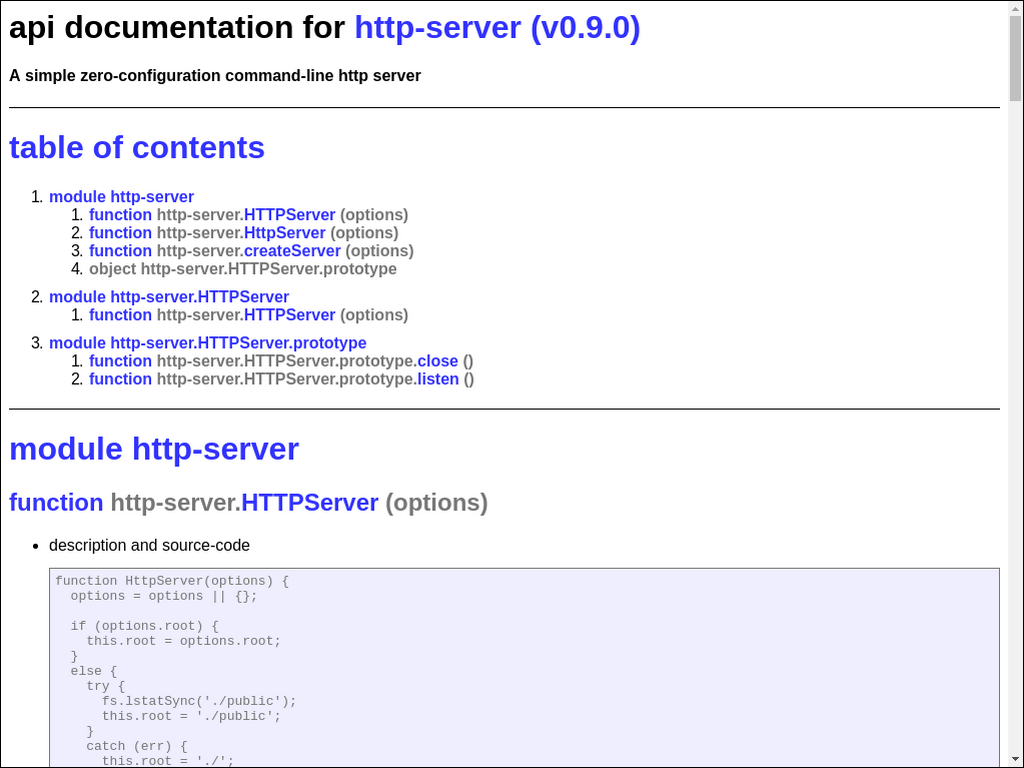 api documentation for http-server (v0.9.0)
A simple zero-configuration command-line http server
table of contents
1. module http-server
1. function http-server.HTTPServer (options)
2. function http-server.HttpServer (options)
3. function http-server.createServer (options)
4. object http-server.HTTPServer.prototype
2. module http-server.HTTPServer
1. function http-server.HTTPServer (options)
3. module http-server.HTTPServer.prototype
1. function http-server.HTTPServer.prototype.close ()
2. function http-server.HTTPServer.prototype.listen ()
module http-server
function http-server.HTTPServer (options)
• description and source-code
function HttpServer(options) {
  options = options || {};
  if (options.root) {
    this.root = options.root;
  }
  else {
    try {
      fs.lstatSync('./public');
      this.root = './public';
    }
    catch (err) {
      this.root = './';